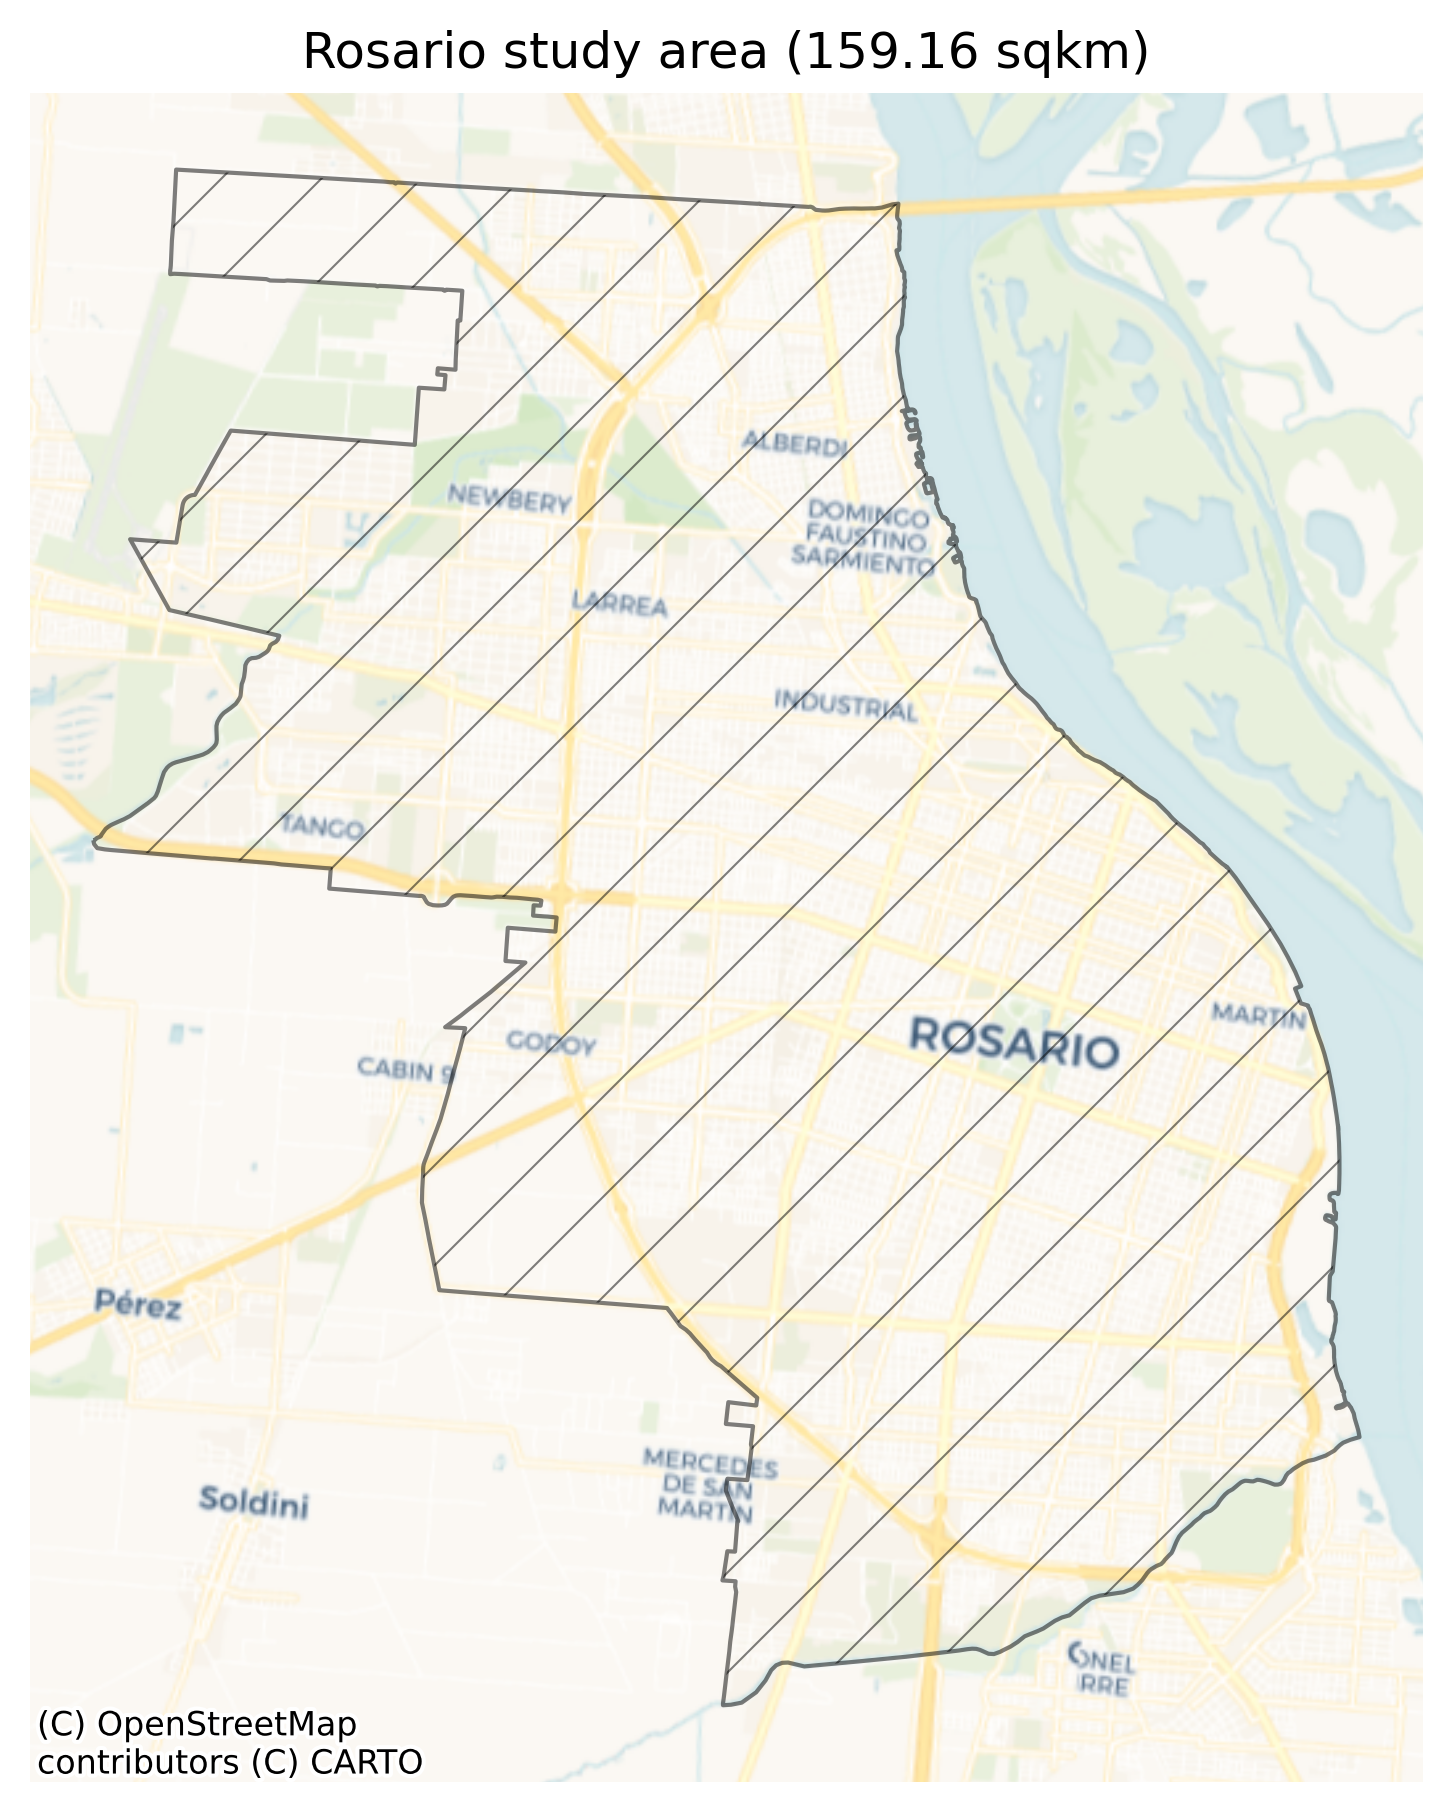 Rosario study area (159.16 sqkm)
ALBERDI
NEWBERY
DOMINGO
FAUSTINO
SARMIENTO
LARREA
INDUSTRIAL
TANGO
MARTIN
ROSARIO
GODOY
CABIN 9
Pérez
MERCEDES
DE SAN
MARTIN
Soldini
ONEL
RRE
(C) OpenStreetMap
contributors (C) CARTO